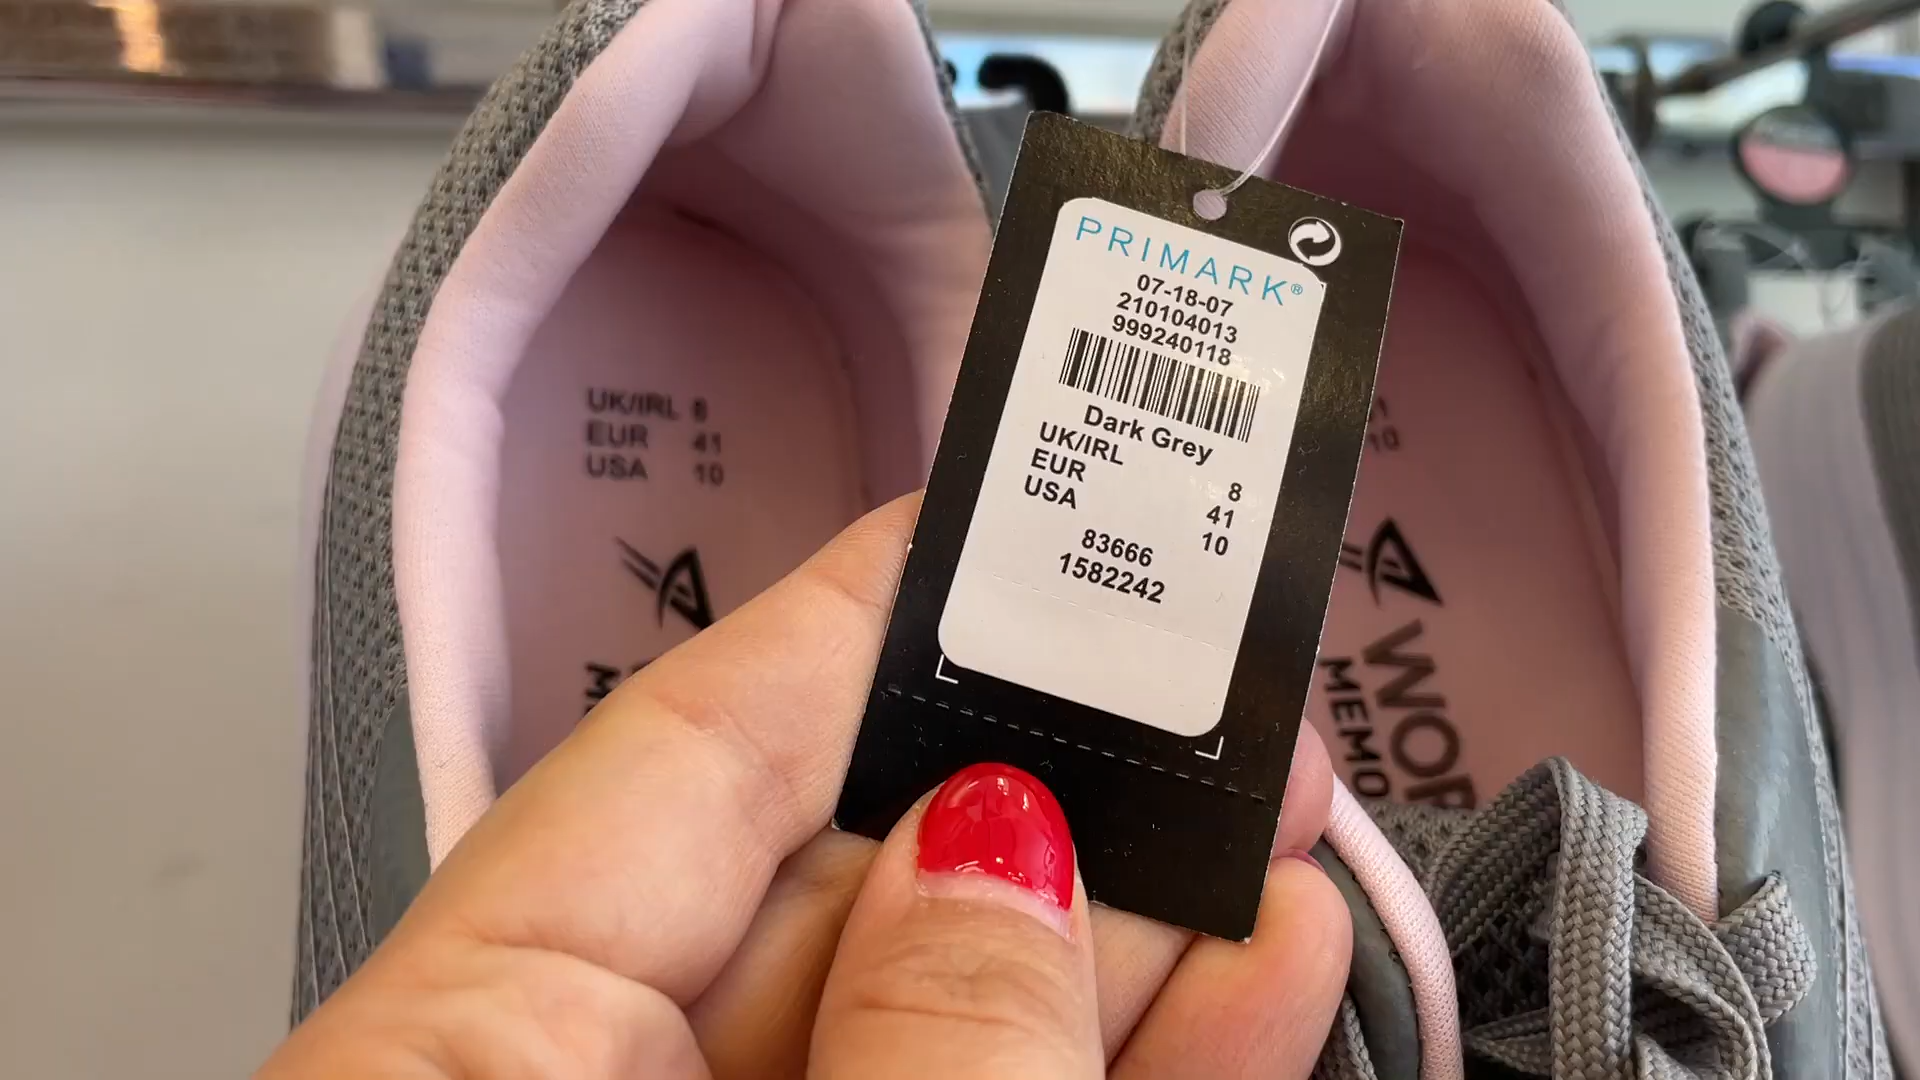 PRIMARK®
07-18-07
210104013
999240118
Dark Grey
UK/IRL 8
EUR 41
USA 10
83666
1582242
UK/IRL 8
EUR 41
USA 10
10
MEMO